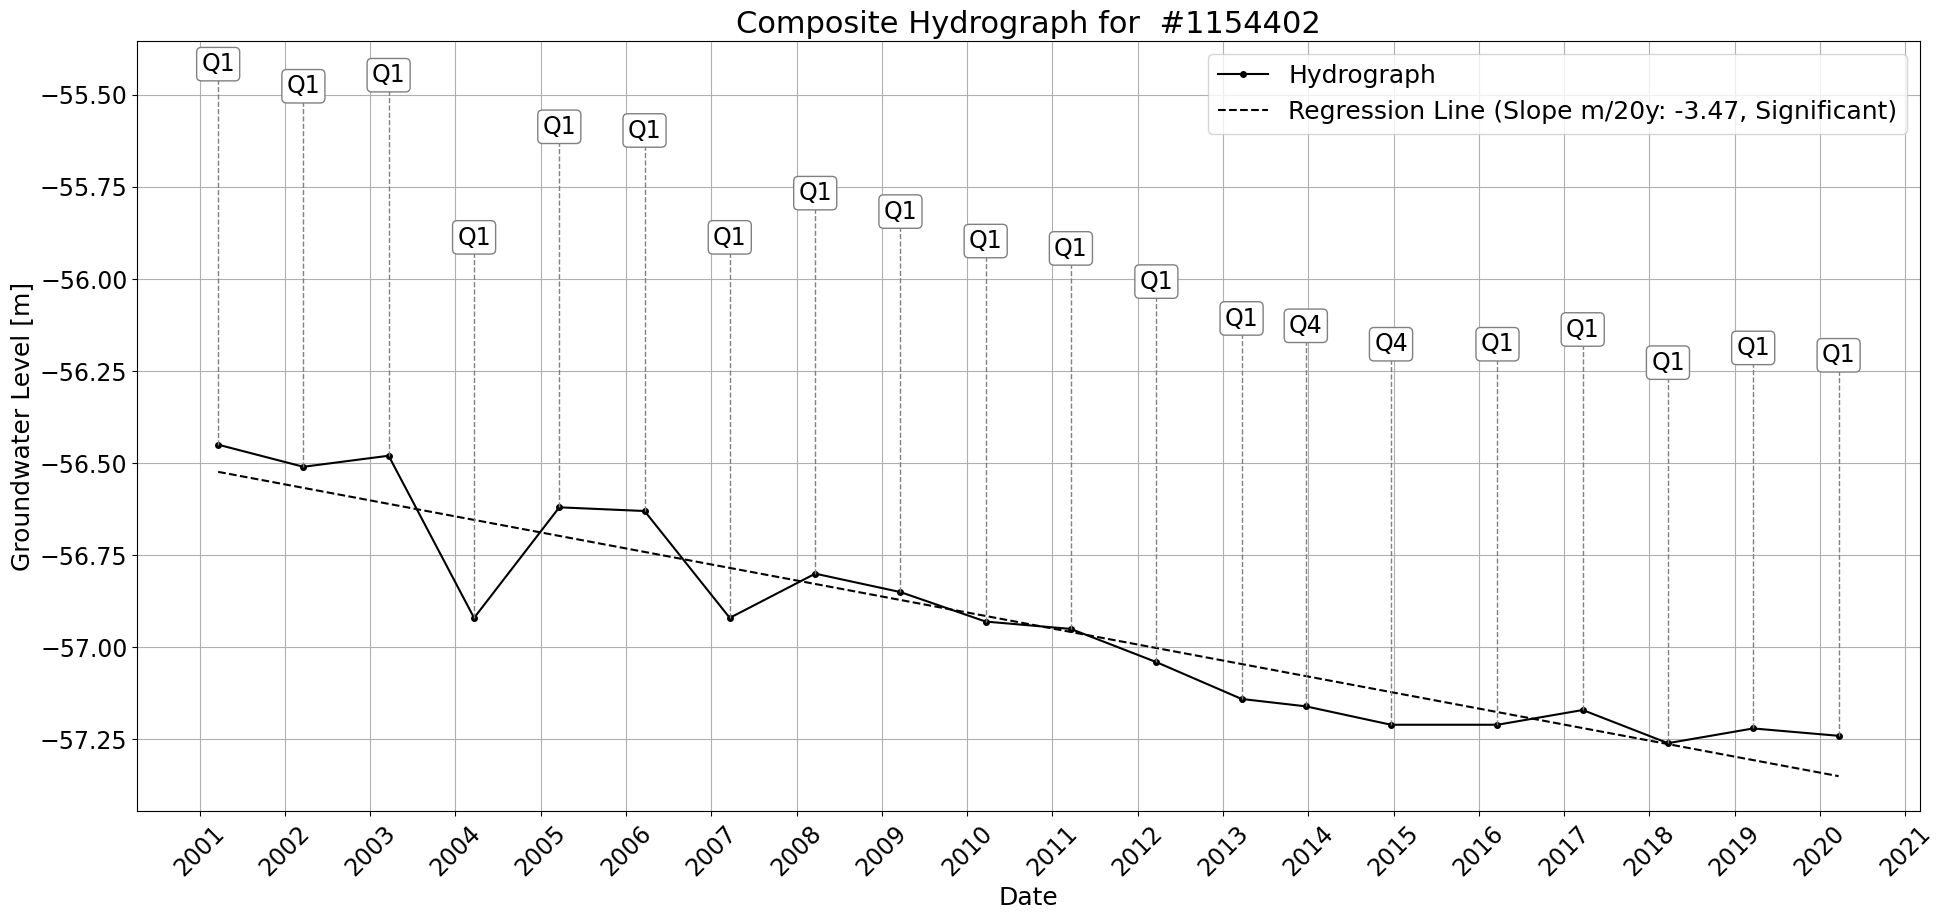 Composite Hydrograph for #1154402
Hydrograph
Regression Line (Slope m/20y: -3.47, Significant)
Q1
Q1
Q1
Q1
Q1
Q1
Q1
Q1
Q1
Q1
Q1
Q1
Q1
Q4
Q4
Q1
Q1
Q1
Q1
Q1
Groundwater Level [m]
−55.50
−55.75
−56.00
−56.25
−56.50
−56.75
−57.00
−57.25
2001
2002
2003
2004
2005
2006
2007
2008
2009
2010
2011
2012
2013
2014
2015
2016
2017
2018
2019
2020
2021
Date